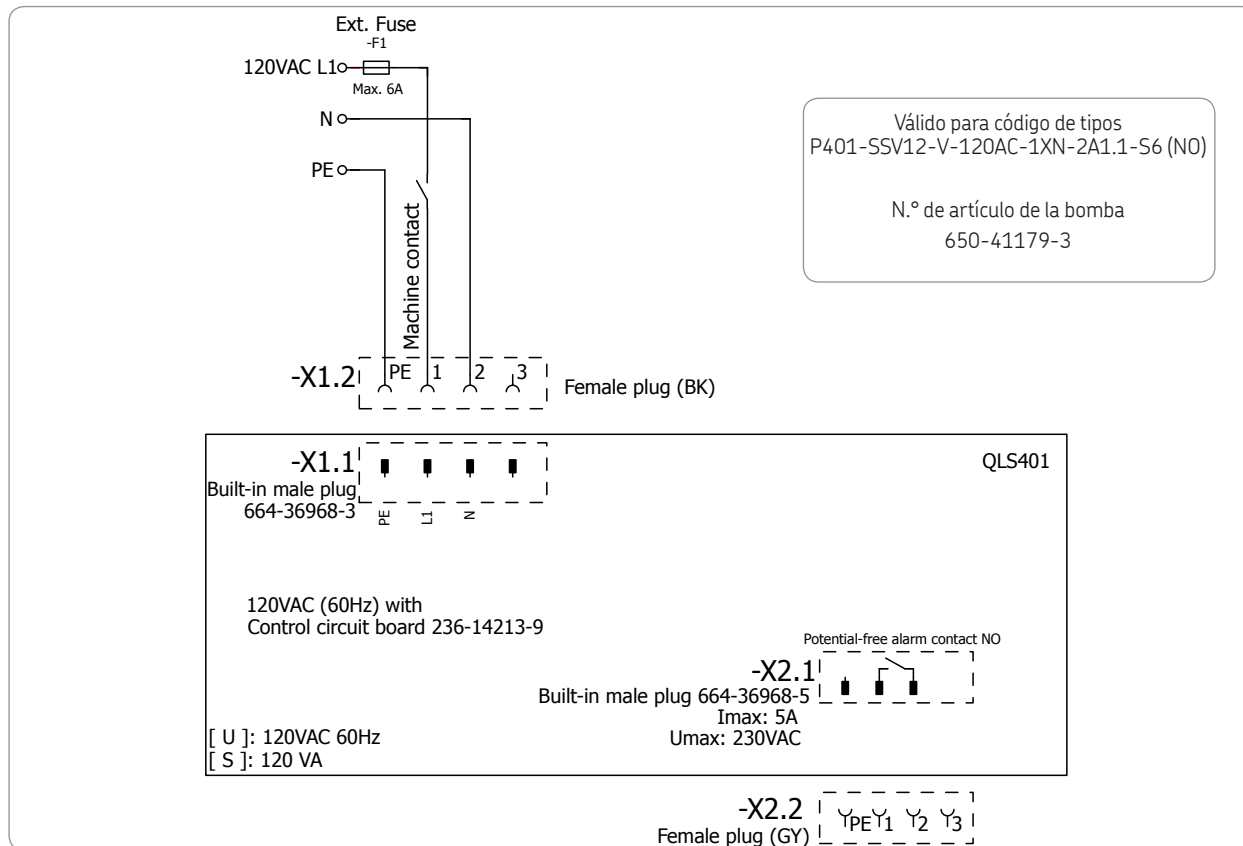 Ext. Fuse
-F1
120VAC L1
Max. 6A
N
PE
Machine contact
Válido para código de tipos
P401-SSV12-V-120AC-1XN-2A1.1-S6 (NO)
N.º de artículo de la bomba
650-41179-3
-X1.2
PE 1 2 3
Female plug (BK)
QLS401
-X1.1
Built-in male plug
664-36968-3
PE L1 N
120VAC (60Hz) with
Control circuit board 236-14213-9
Potential-free alarm contact NO
-X2.1
Built-in male plug 664-36968-5
Imax: 5A
Umax: 230VAC
[ U ]: 120VAC 60Hz
[ S ]: 120 VA
-X2.2
PE 1 2 3
Female plug (GY)